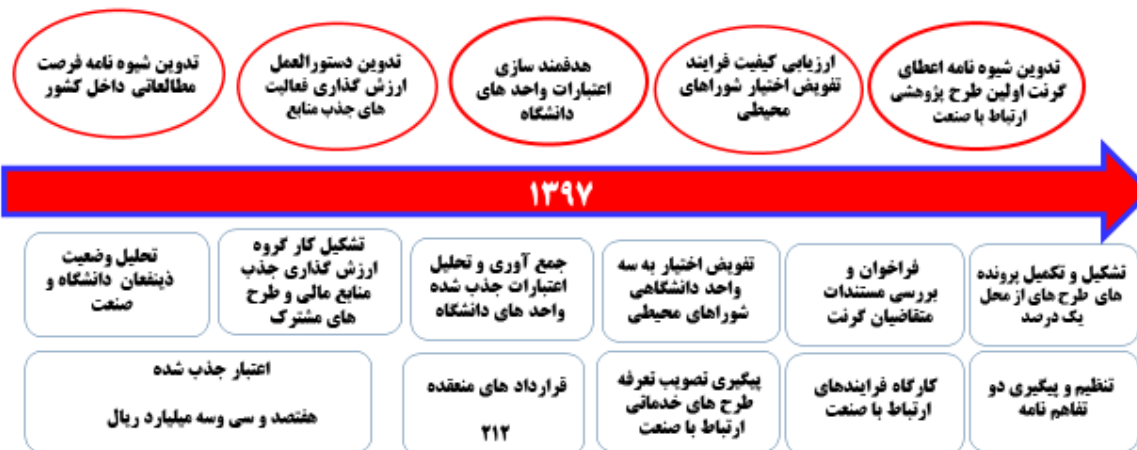 تدوین شیوه نامه اعطای
گرنت اولین طرح پژوهشی
ارتباط با صنعت
ارزیابی کیفیت فرایند
تفویض اختیار شوراهای
محیطی
هدفمند سازی
اعتبارات واحد های
دانشگاه
تدوین دستورالعمل
ارزش گذاری فعالیت
های جذب منابع
تدوین شیوه نامه فرصت
مطالعاتی داخل کشور
۱۳۹۷
تشکیل و تکمیل پرونده
های طرح های از محل
یک درصد
فراخوان و
بررسی مستندات
متقاضیان گرنت
تفویض اختیار به سه
واحد دانشگاهی
شوراهای محیطی
جمع آوری و تحلیل
اعتبارات جذب شده
واحد های دانشگاه
تشکیل کار گروه
ارزش گذاری جذب
منابع مالی و طرح
های مشترک
تحلیل وضعیت
ذینفعان دانشگاه و
صنعت
تنظیم و پیگیری دو
تفاهم نامه
کارگاه فرایندهای
ارتباط با صنعت
پیگیری تصویب تعرفه
طرح های خدماتی
ارتباط با صنعت
قرارداد های منعقده
۲۱۲
اعتبار جذب شده
هفتصد و سی وسه میلیارد ریال